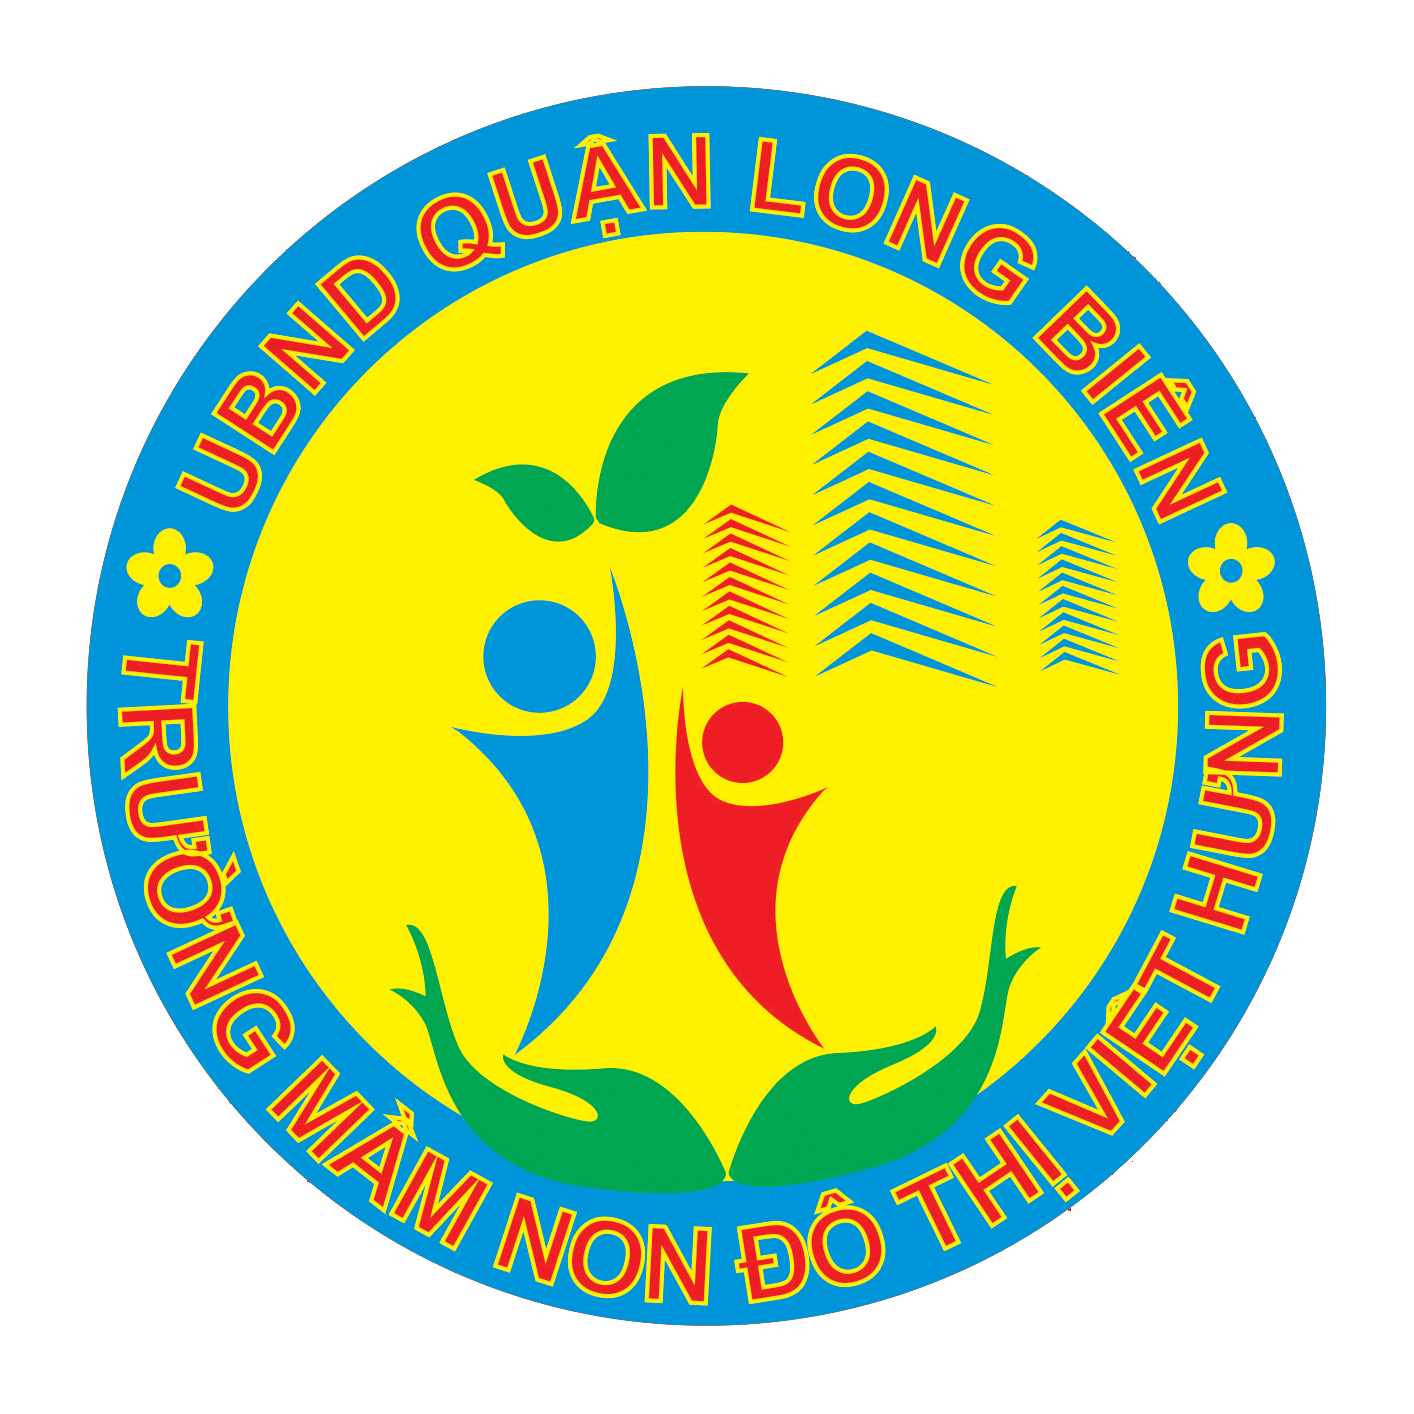 UBND QUẬN LONG BIÊN
TRƯỜNG MẦM NON ĐÔ THỊ VIỆT HƯNG